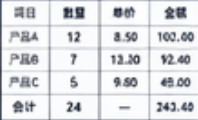 项目 数量 单价 金额
产品A 12 8.50 102.00
产品B 7 13.20 92.40
产品C 5 9.80 49.00
合计 24 — 243.40